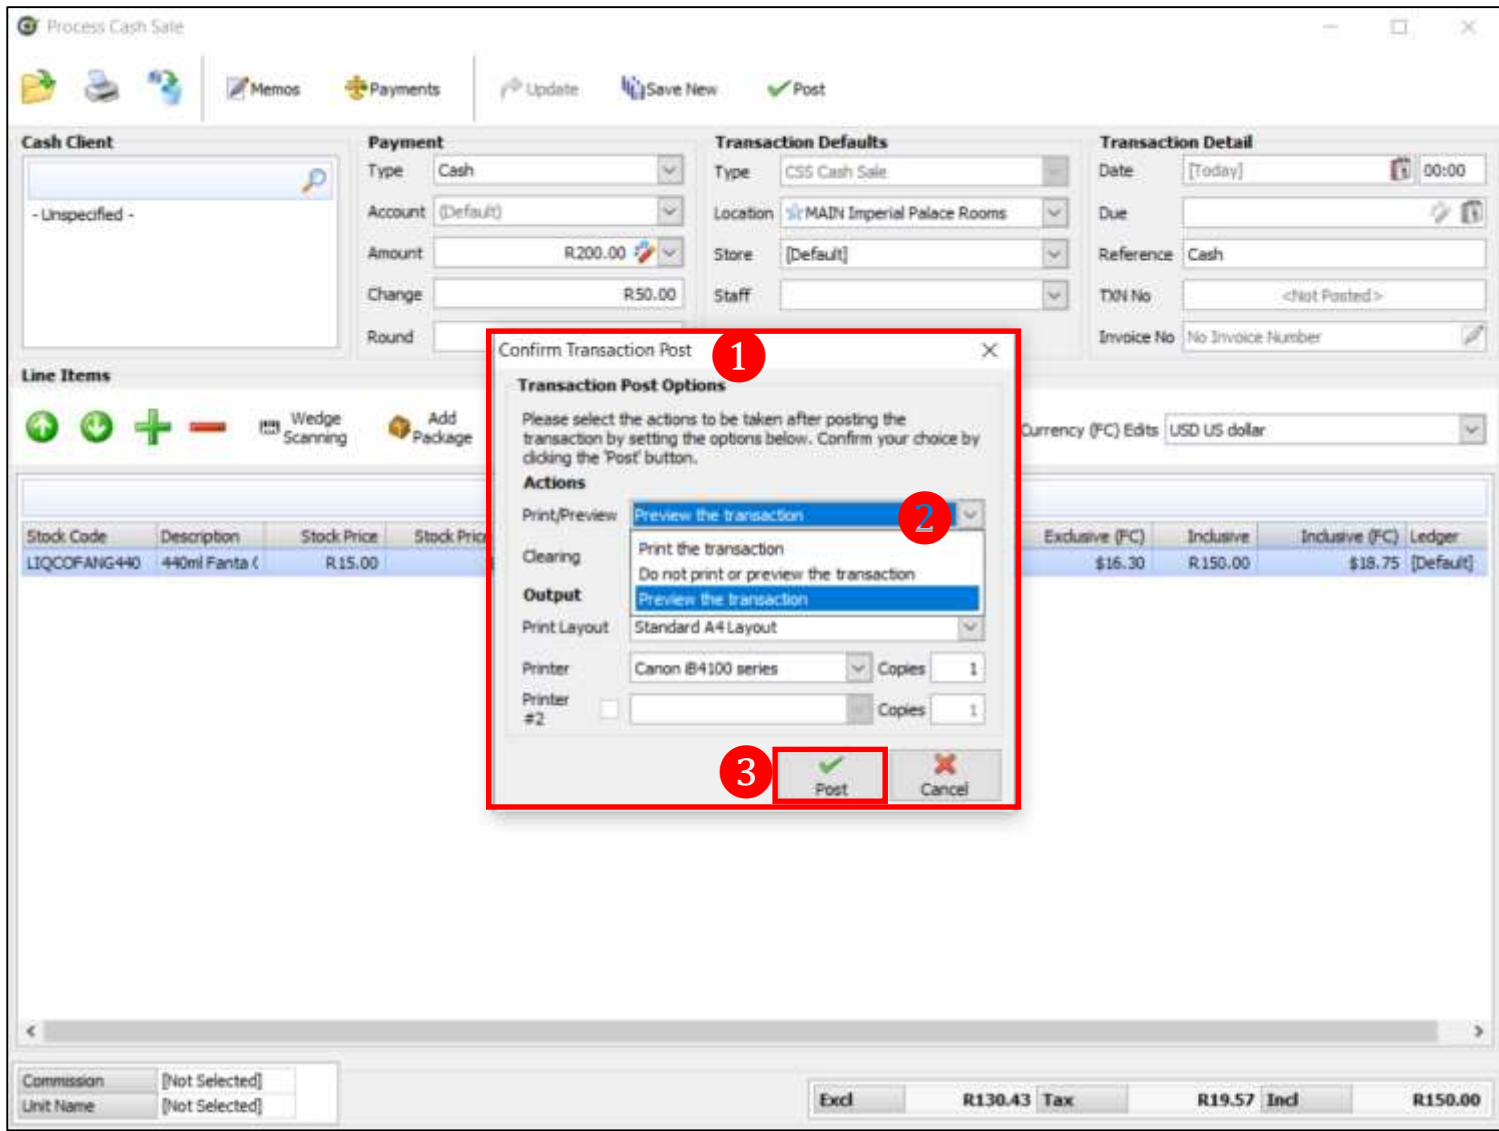 Process Cash Sale
Memos Payments Update Save New Post
Cash Client
- Unspecified -
Payment
Type Cash
Account (Default)
Amount R200.00
Change R50.00
Round
Transaction Defaults
Type CSS Cash Sale
Location MAIN Imperial Palace Rooms
Store [Default]
Staff
Transaction Detail
Date [Today] 00:00
Due
Reference Cash
TXN No <Not Posted>
Invoice No No Invoice Number
Line Items
Wedge Scanning
Add Package
Currency (FC) Edits USD US dollar
Stock Code Description Stock Price Stock Price Exclusive (FC) Inclusive Inclusive (FC) Ledger
LIQCOFANG440 440ml Fanta ( R15.00 $16.30 R150.00 $18.75 [Default]
Confirm Transaction Post 1
Transaction Post Options
Please select the actions to be taken after posting the
transaction by setting the options below. Confirm your choice by
clicking the 'Post' button.
Actions
Print/Preview Preview the transaction 2
Print the transaction
Do not print or preview the transaction
Preview the transaction
Clearing
Output
Print Layout Standard A4 Layout
Printer Canon iB4100 series Copies 1
Printer #2 Copies 1
3 Post Cancel
Commission [Not Selected]
Unit Name [Not Selected]
Excl R130.43 Tax R19.57 Incl R150.00